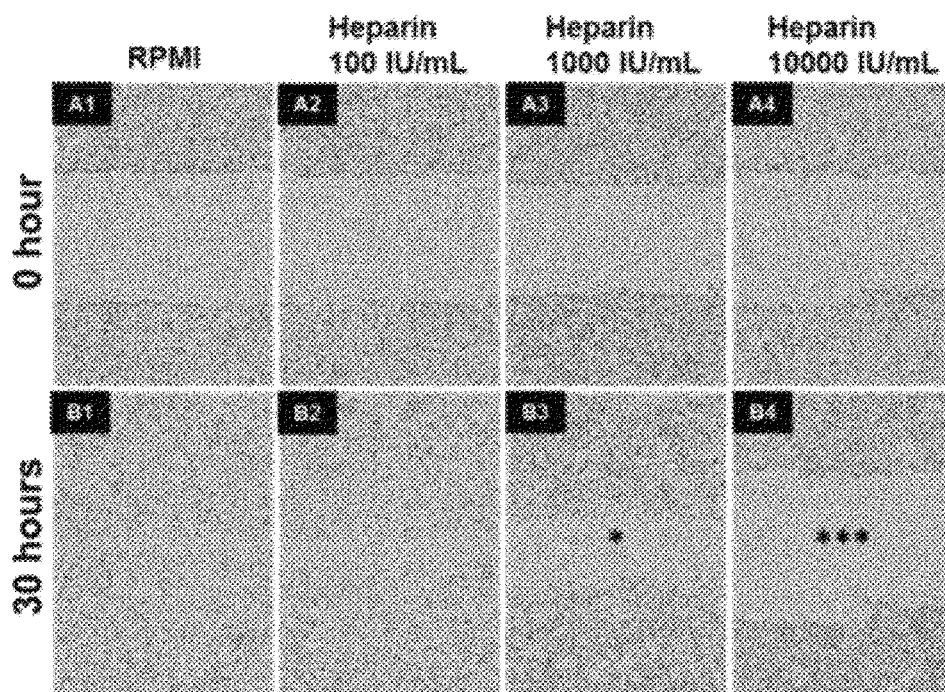 RPMI
Heparin
100 IU/mL
Heparin
1000 IU/mL
Heparin
10000 IU/mL
0 hour
A1
A2
A3
A4
30 hours
B1
B2
B3
B4
*
***